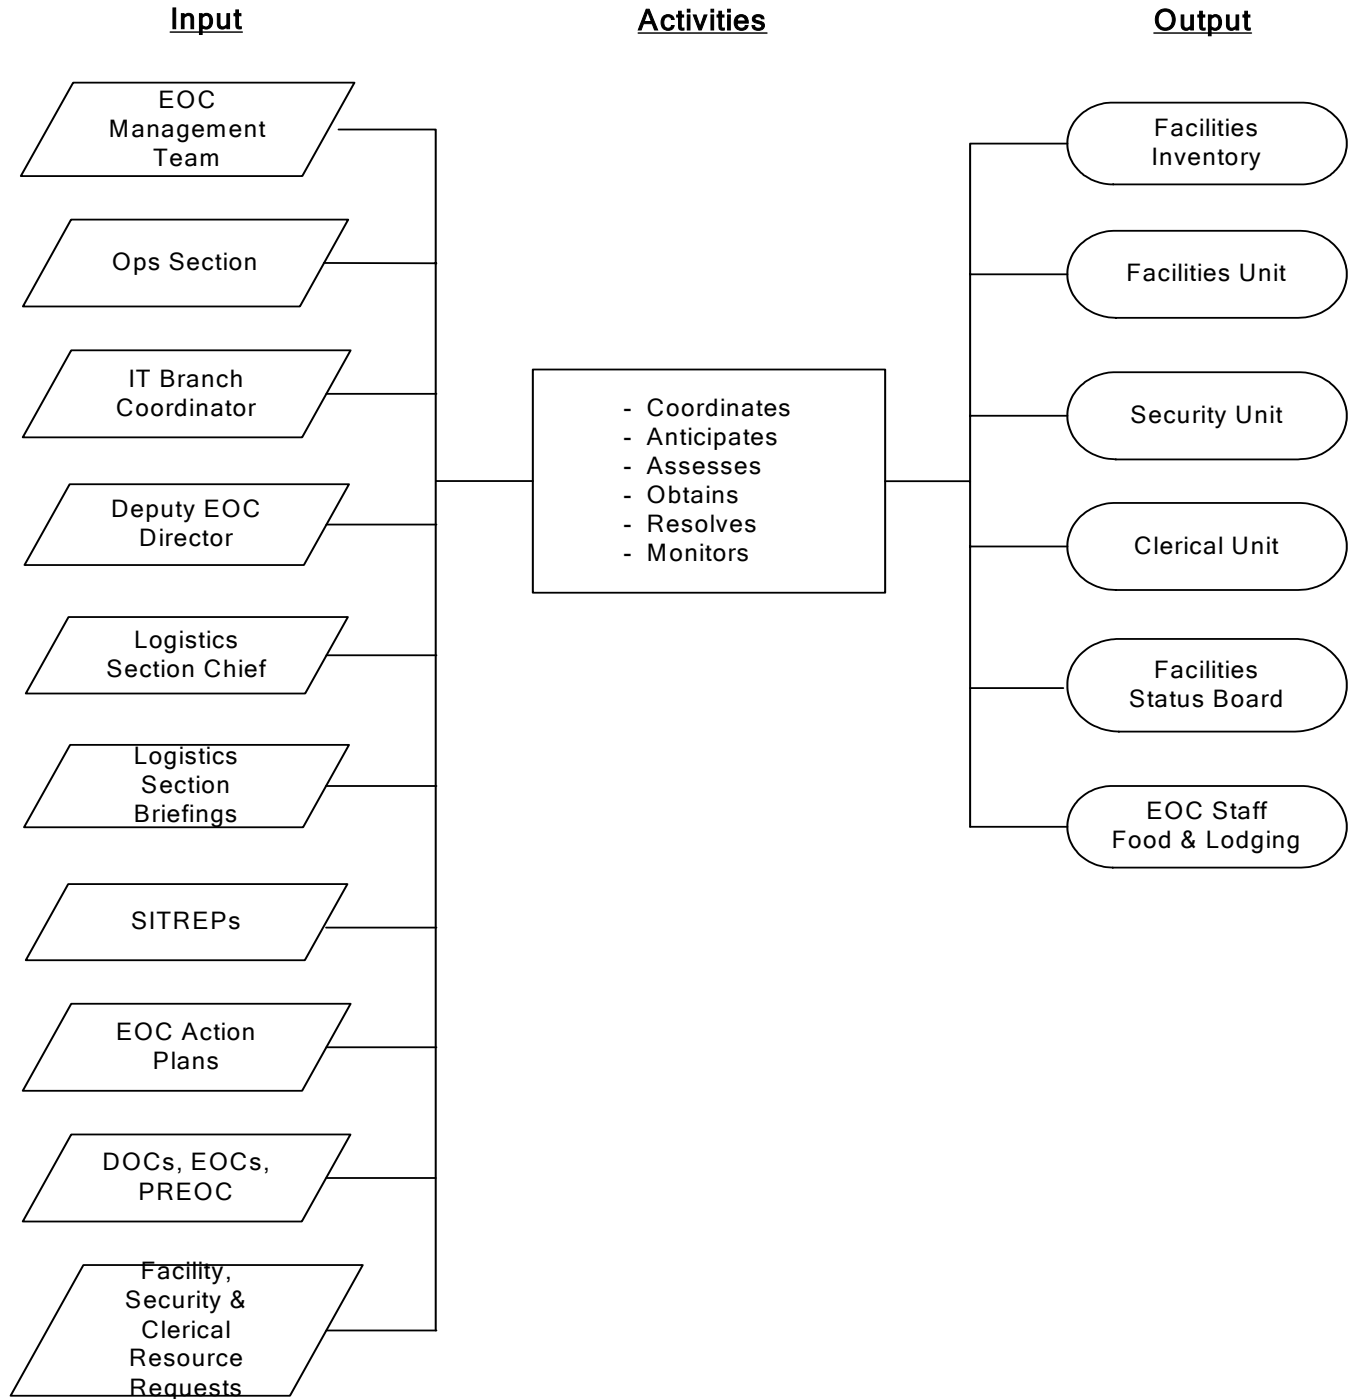 Input
Activities
Output
EOC
Management
Team
Ops Section
IT Branch
Coordinator
Deputy EOC
Director
Logistics
Section Chief
Logistics
Section
Briefings
SITREPs
EOC Action
Plans
DOCs, EOCs,
PREOC
Facility,
Security &
Clerical
Resource
Requests
- Coordinates
- Anticipates
- Assesses
- Obtains
- Resolves
- Monitors
Facilities
Inventory
Facilities Unit
Security Unit
Clerical Unit
Facilities
Status Board
EOC Staff
Food & Lodging